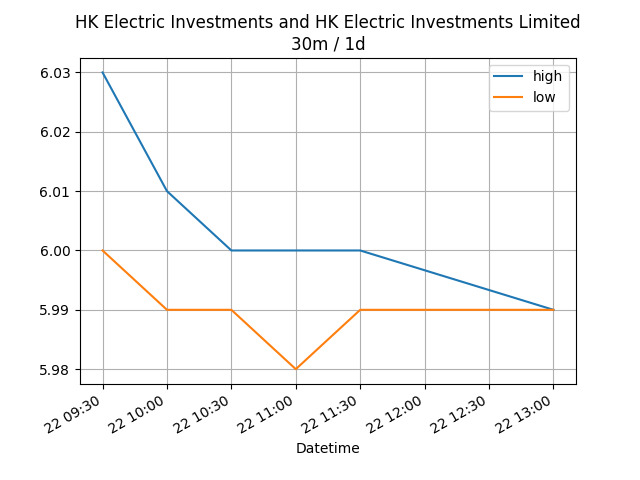 HK Electric Investments and HK Electric Investments Limited
30m / 1d
high
low
6.03
6.02
6.01
6.00
5.99
5.98
22 09:30
22 10:00
22 10:30
22 11:00
22 11:30
22 12:00
22 12:30
22 13:00
Datetime